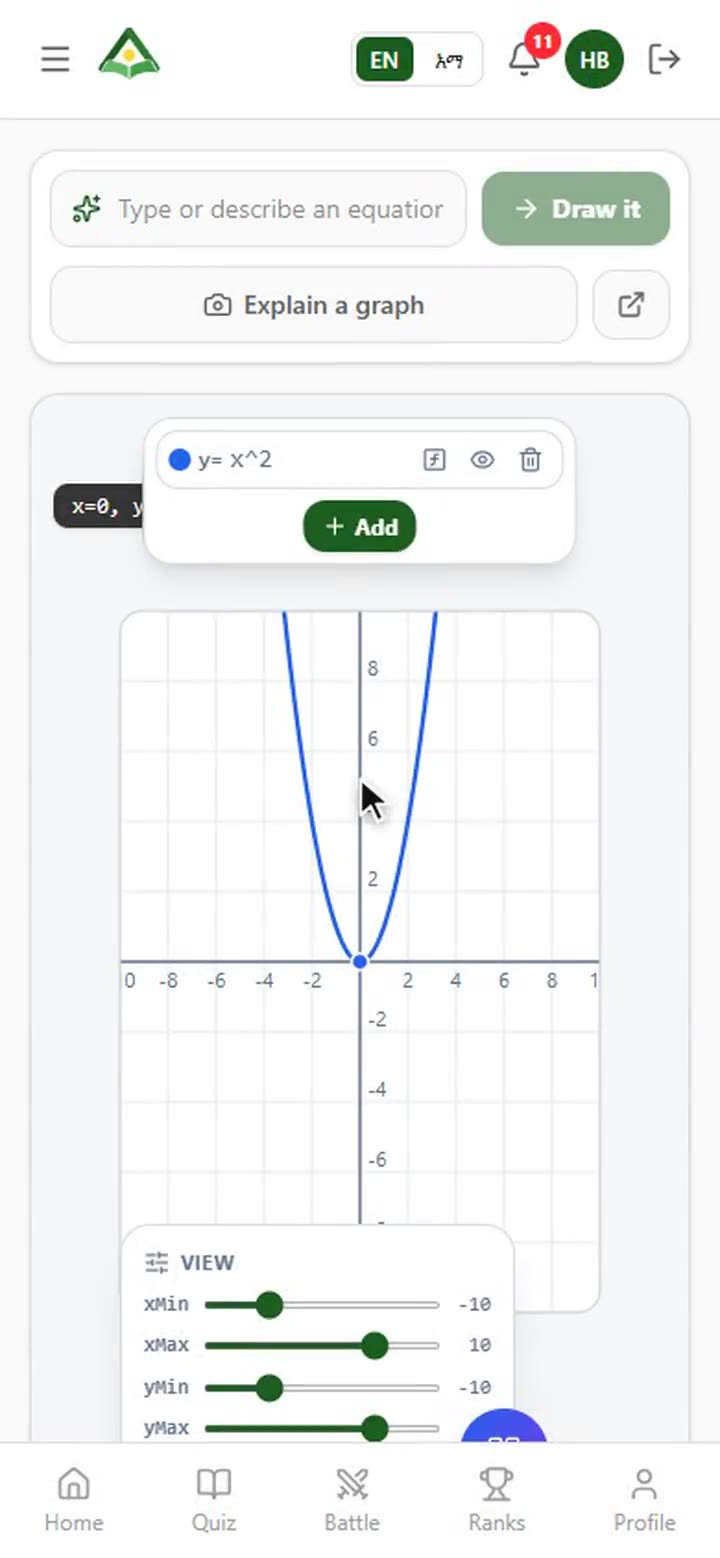 EN አማ 11 HB
Type or describe an equation
Draw it
Explain a graph
y= x^2
x=0, y
+ Add
8
6
2
0 -8 -6 -4 -2 2 4 6 8 1
-2
-4
-6
VIEW
xMin -10
xMax 10
yMin -10
yMax 10
Home Quiz Battle Ranks Profile